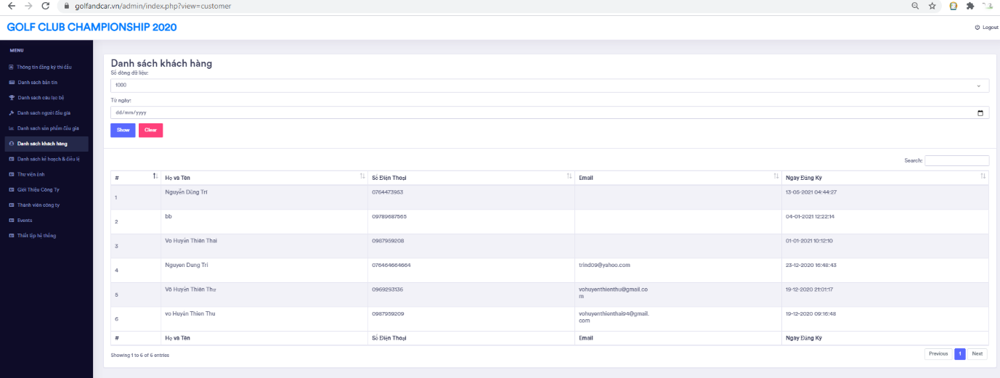 golfandcar.vn/admin/index.php?view=customer
GOLF CLUB CHAMPIONSHIP 2020
Logout
MENU
Thông tin đăng ký thi đấu
Danh sách bản tin
Danh sách câu lạc bộ
Danh sách người đấu giá
Danh sách sản phẩm đấu giá
Danh sách khách hàng
Danh sách kế hoạch & điều lệ
Thư viện ảnh
Giới Thiệu Công Ty
Thành viên công ty
Events
Thiết lập hệ thống
Danh sách khách hàng
Số dòng dữ liệu:
1000
Từ ngày:
dd/mm/yyyy
Show Clear
Search:
# Họ và Tên Số Điện Thoại Email Ngày Đăng Ký
1 Nguyễn Dũng Trí 0764473953 13-05-2021 04:44:27
2 bb 09789687565 04-01-2021 12:22:14
3 Vo Huyền Thiên Thai 0987959208 01-01-2021 10:12:10
4 Nguyen Dung Tri 076464664664 trind09@yahoo.com 23-12-2020 16:48:43
5 Võ Huyền Thiên Thư 0969293136 vohuyenthienthu@gmail.co 19-12-2020 21:01:17
m
6 vo Huyền Thien Thu 0987959209 vohuyenthienthai94@gmail. 19-12-2020 09:16:48
com
# Họ và Tên Số Điện Thoại Email Ngày Đăng Ký
Showing 1 to 6 of 6 entries
Previous 1 Next